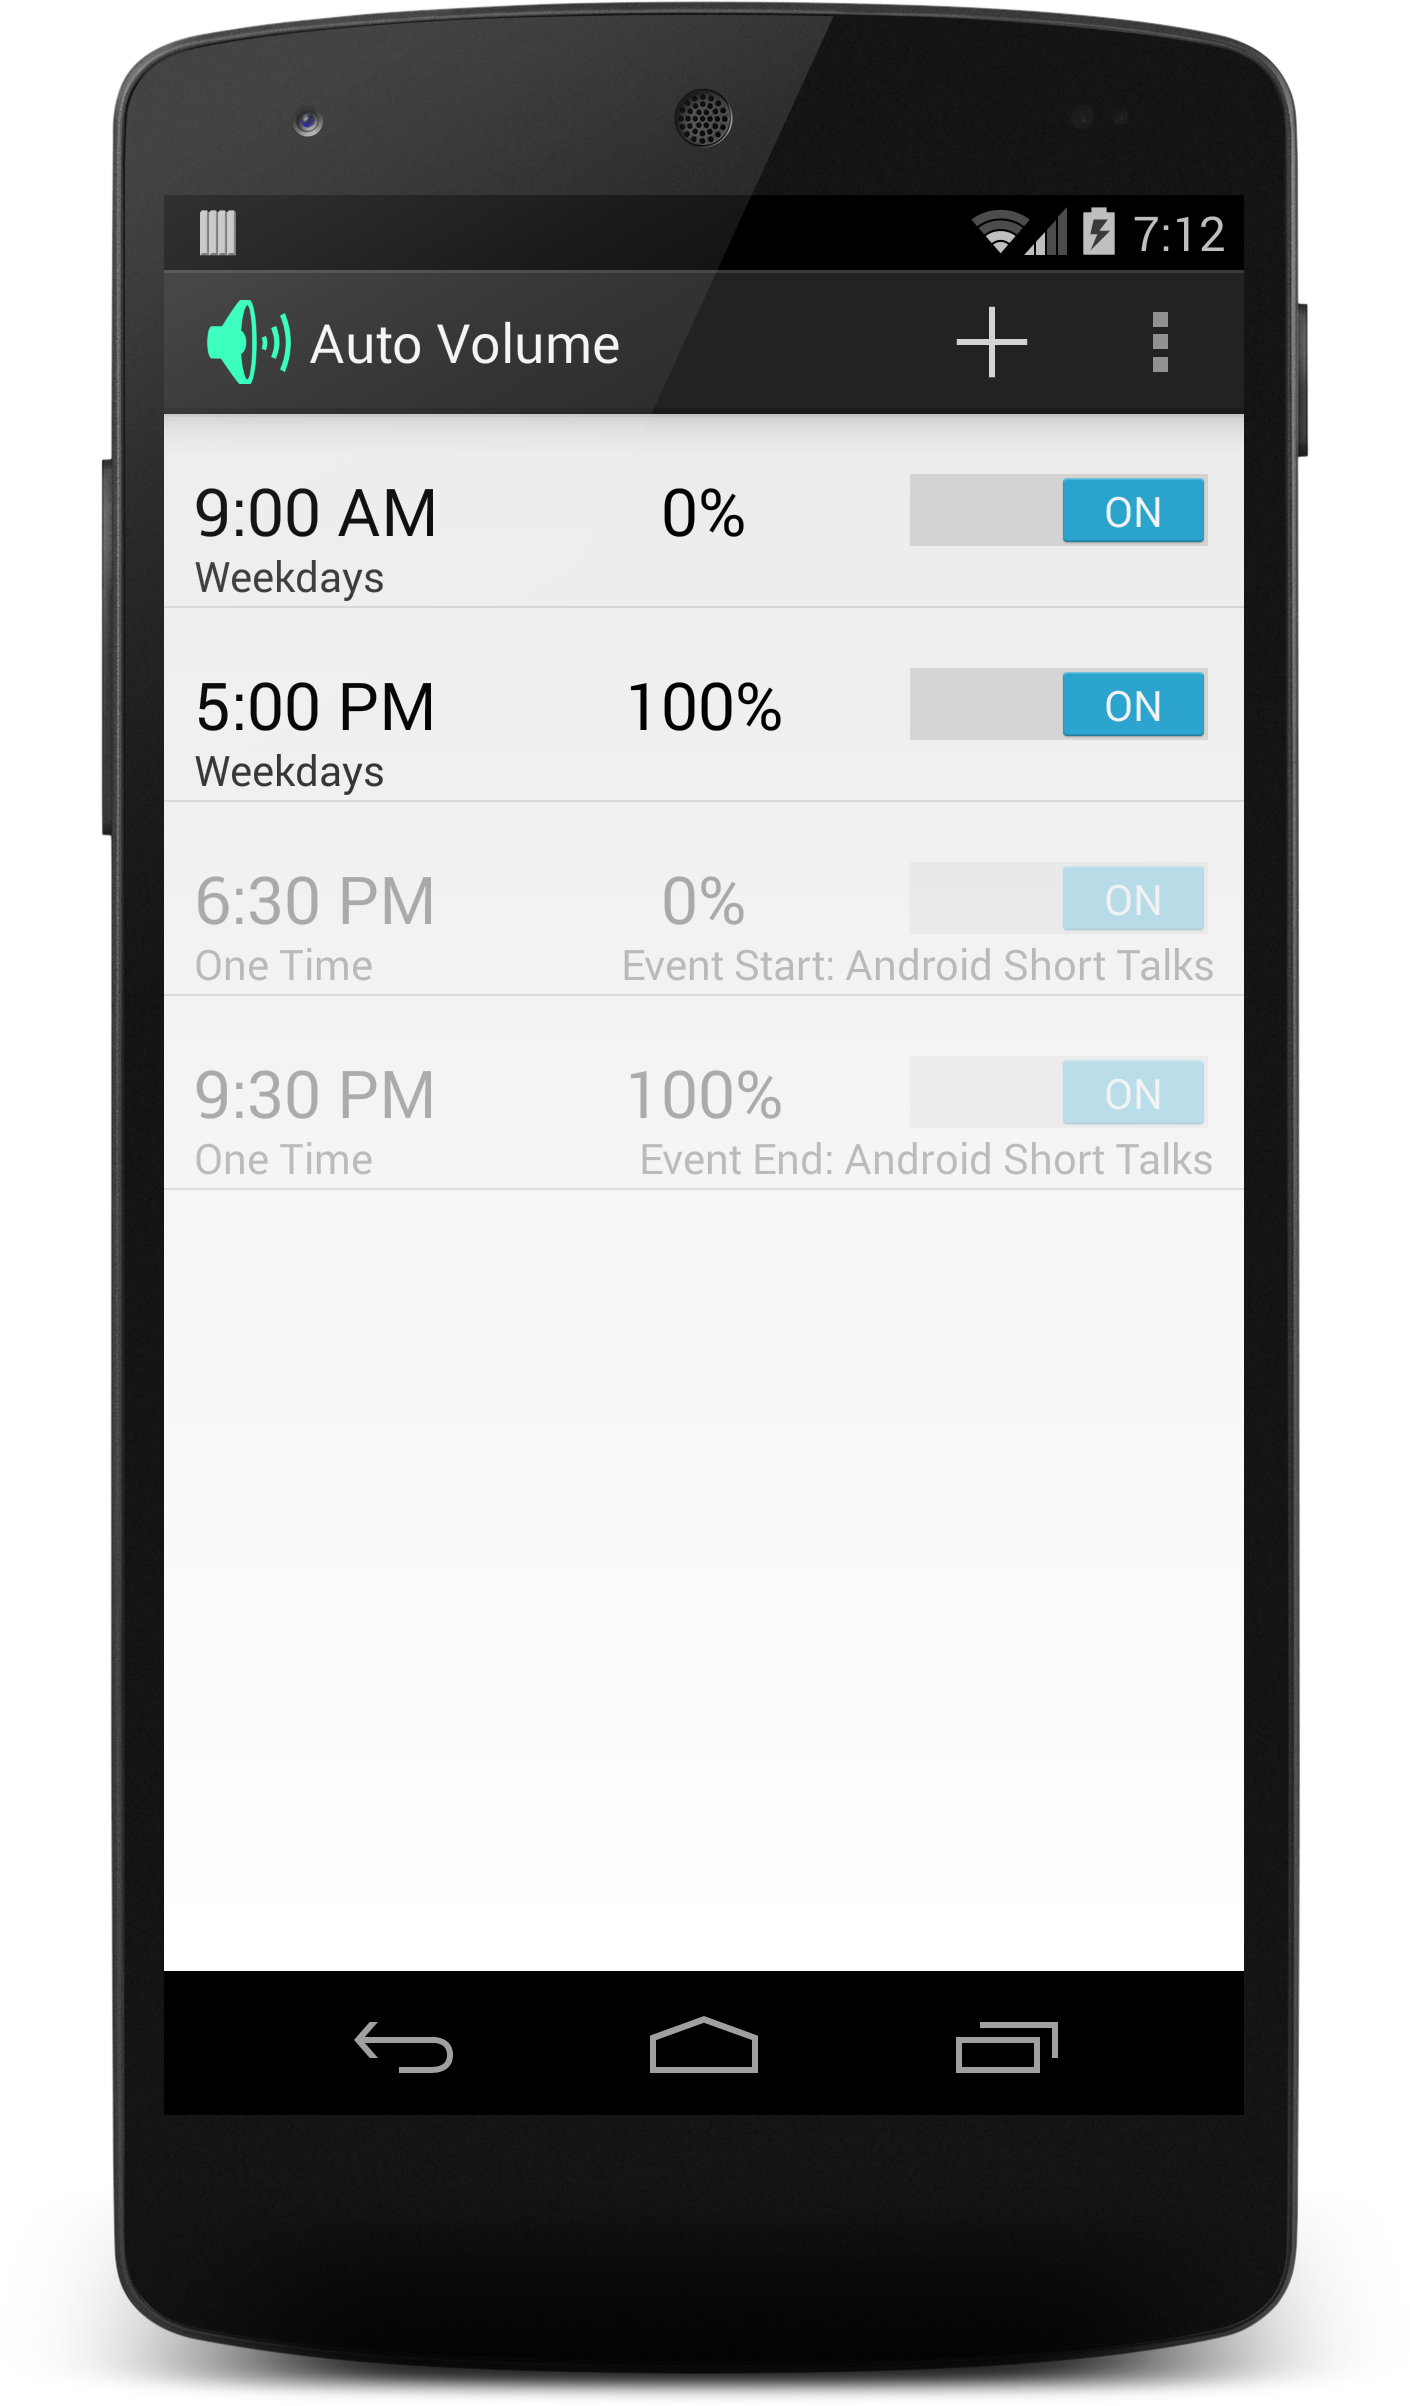 7:12
Auto Volume
9:00 AM 0% ON
Weekdays
5:00 PM 100% ON
Weekdays
6:30 PM 0% ON
One Time Event Start: Android Short Talks
9:30 PM 100% ON
One Time Event End: Android Short Talks